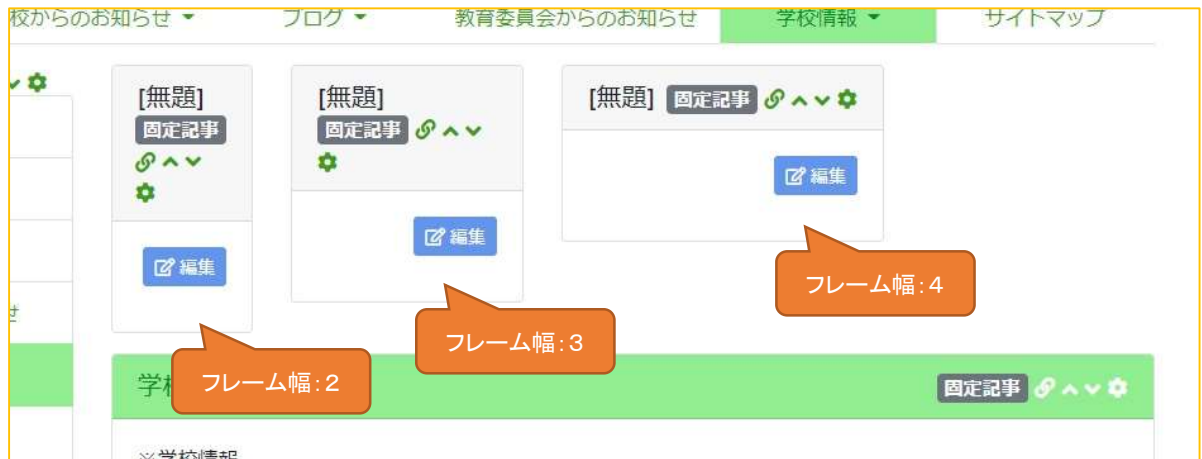 校からのお知らせ
ブログ
教育委員会からのお知らせ
学校情報
サイトマップ
[無題]
固定記事
編集
フレーム幅：２
[無題]
固定記事
編集
フレーム幅：３
[無題] 固定記事
編集
フレーム幅：４
せ
固定記事
※学校情報